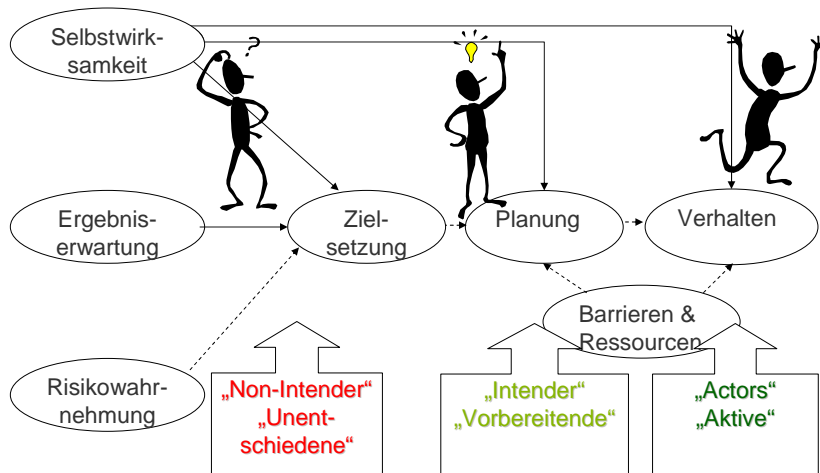 Selbstwirk-
samkeit
?
Ergebnis-
erwartung
Ziel-
setzung
Planung
Verhalten
Barrieren &
Ressourcen
Risikowahr-
nehmung
„Non-Intender“
„Unent-
schiedene“
„Intender“
„Vorbereitende“
„Actors“
„Aktive“